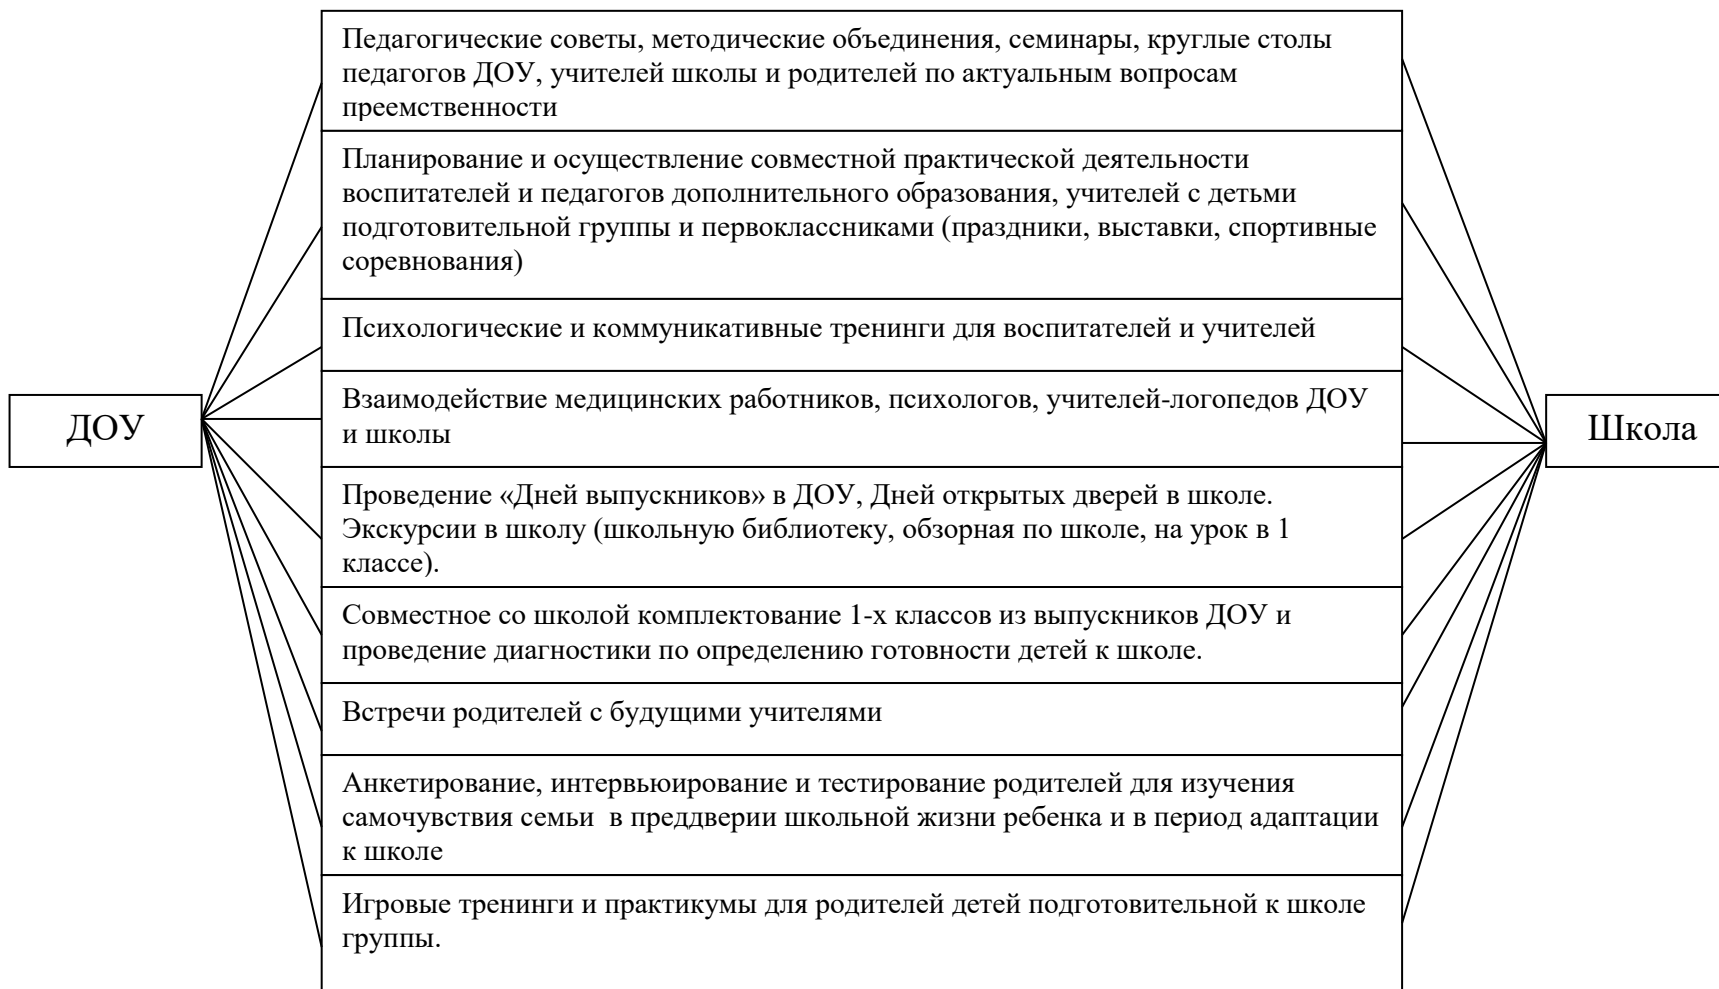 Педагогические советы, методические объединения, семинары, круглые столы
педагогов ДОУ, учителей школы и родителей по актуальным вопросам
преемственности
Планирование и осуществление совместной практической деятельности
воспитателей и педагогов дополнительного образования, учителей с детьми
подготовительной группы и первоклассниками (праздники, выставки, спортивные
соревнования)
Психологические и коммуникативные тренинги для воспитателей и учителей
Взаимодействие медицинских работников, психологов, учителей-логопедов ДОУ
и школы
ДОУ
Школа
Проведение «Дней выпускников» в ДОУ, Дней открытых дверей в школе.
Экскурсии в школу (школьную библиотеку, обзорная по школе, на урок в 1
классе).
Совместное со школой комплектование 1-х классов из выпускников ДОУ и
проведение диагностики по определению готовности детей к школе.
Встречи родителей с будущими учителями
Анкетирование, интервьюирование и тестирование родителей для изучения
самочувствия семьи  в преддверии школьной жизни ребенка и в период адаптации
к школе
Игровые тренинги и практикумы для родителей детей подготовительной к школе
группы.